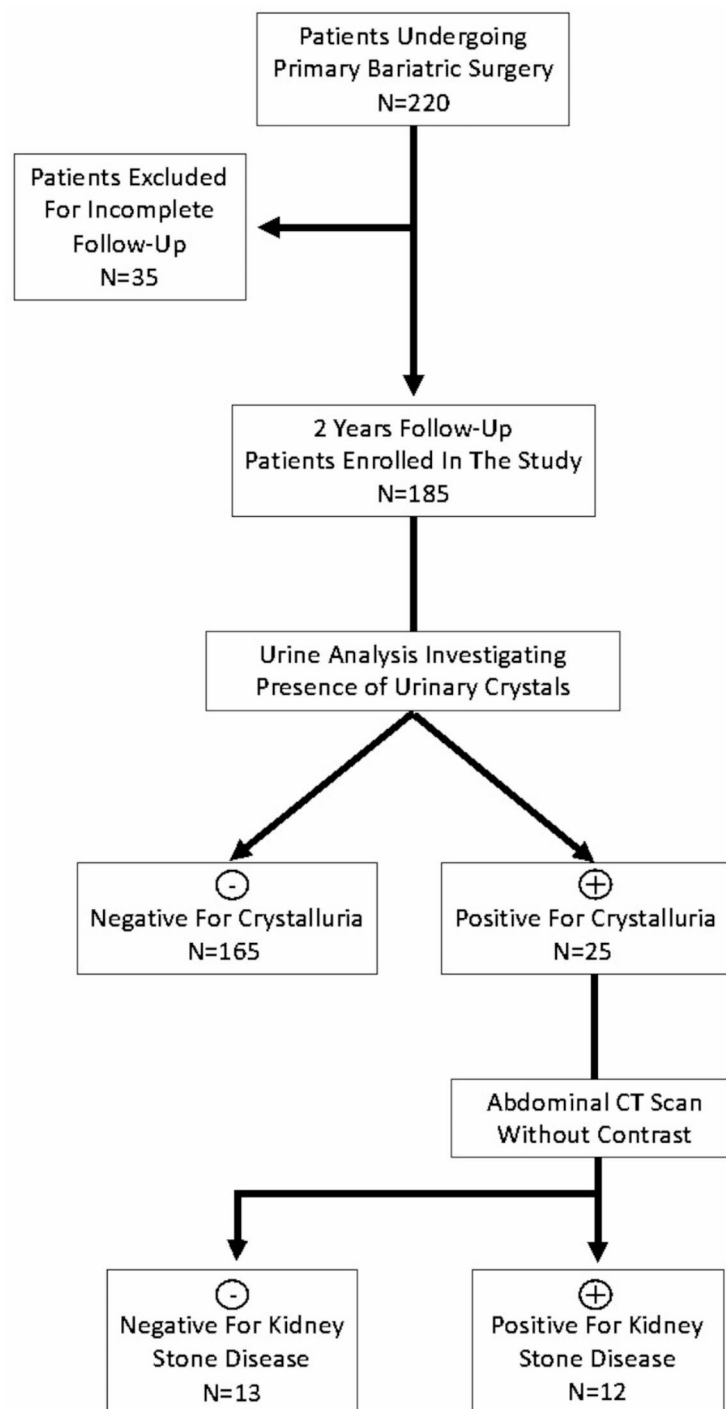 Patients Undergoing
Primary Bariatric Surgery
N=220
Patients Excluded
For Incomplete
Follow-Up
N=35
2 Years Follow-Up
Patients Enrolled In The Study
N=185
Urine Analysis Investigating
Presence of Urinary Crystals
-
Negative For Crystalluria
N=165
+
Positive For Crystalluria
N=25
Abdominal CT Scan
Without Contrast
-
Negative For Kidney
Stone Disease
N=13
+
Positive For Kidney
Stone Disease
N=12